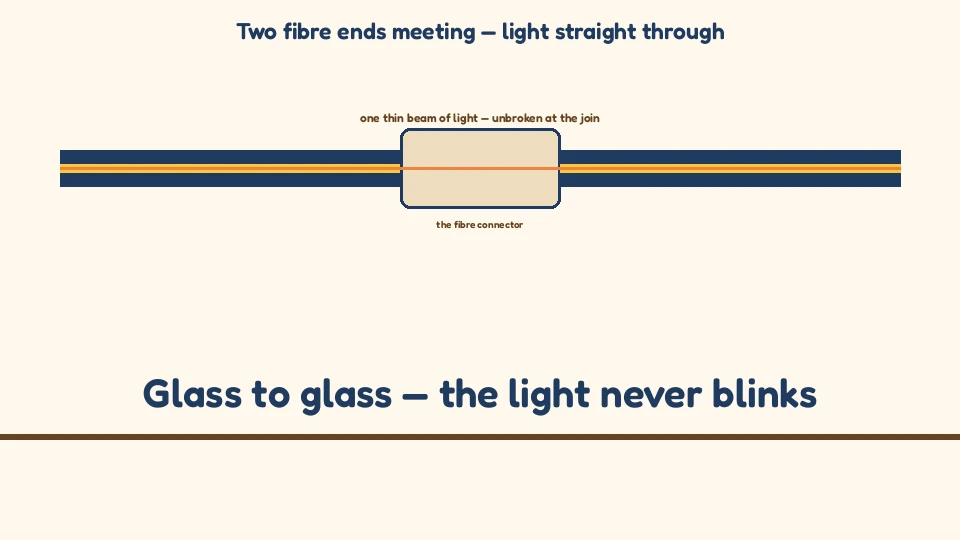 Two fibre ends meeting — light straight through
one thin beam of light — unbroken at the join
the fibre connector
Glass to glass — the light never blinks